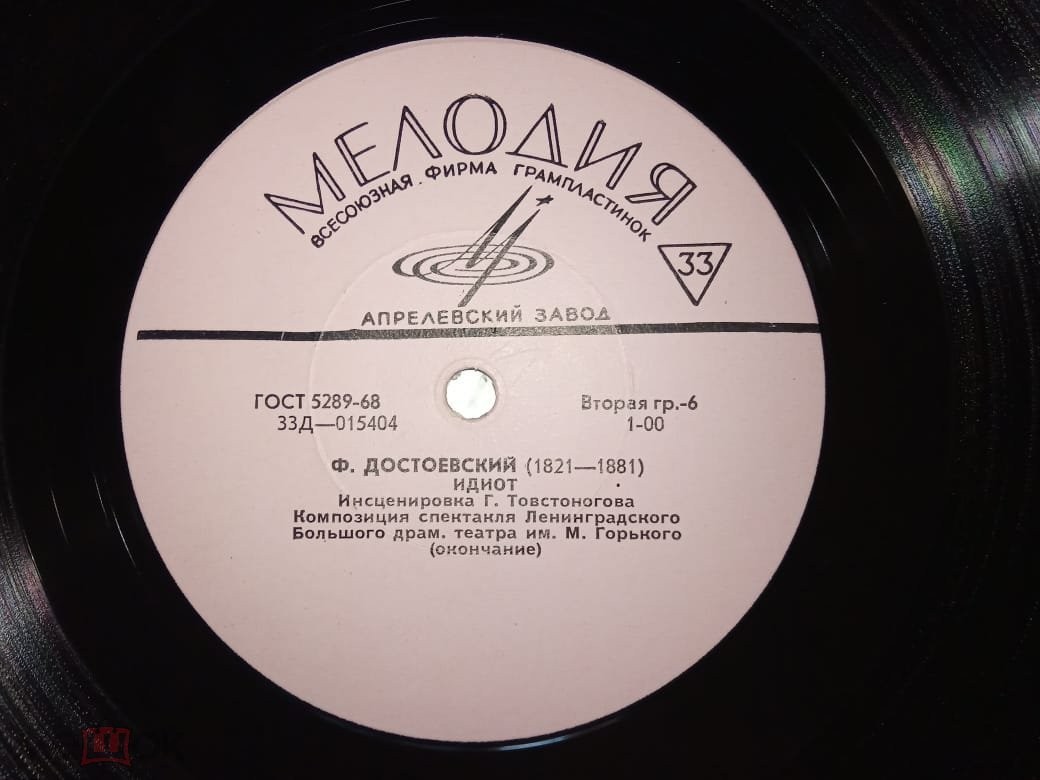 МЕЛОДИЯ
ВСЕСОЮЗНАЯ ФИРМА ГРАМПЛАСТИНОК
33
АПРЕЛЕВСКИЙ ЗАВОД
ГОСТ 5289-68
33Д—015404
Вторая гр.-6
1-00
Ф. ДОСТОЕВСКИЙ (1821—1881)
ИДИОТ
Инсценировка Г. Товстоногова
Композиция спектакля Ленинградского
Большого драм. театра им. М. Горького
(окончание)